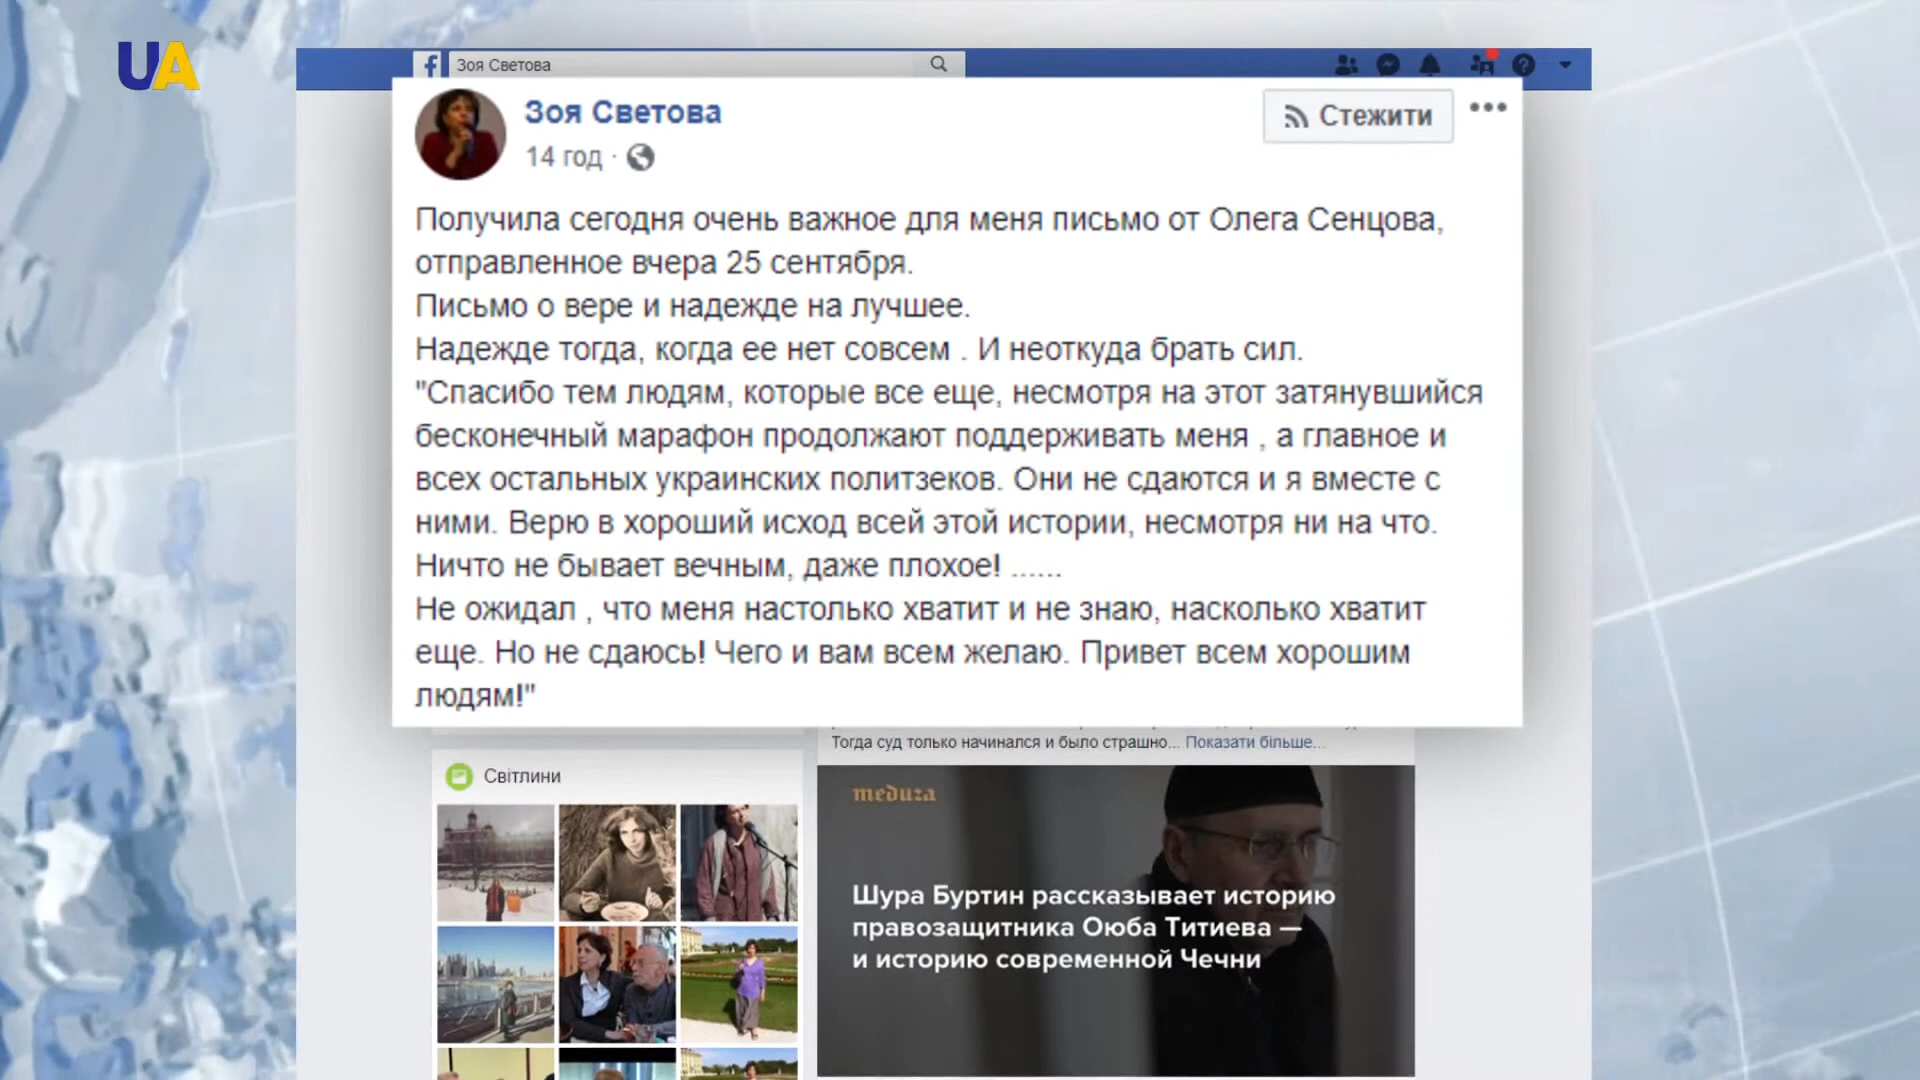 UA
Зоя Светова
Зоя Светова
14 год ·
Стежити
Получила сегодня очень важное для меня письмо от Олега Сенцова,
отправленное вчера 25 сентября.
Письмо о вере и надежде на лучшее.
Надежде тогда, когда ее нет совсем . И неоткуда брать сил.
"Спасибо тем людям, которые все еще, несмотря на этот затянувшийся
бесконечный марафон продолжают поддерживать меня , а главное и
всех остальных украинских политзеков. Они не сдаются и я вместе с
ними. Верю в хороший исход всей этой истории, несмотря ни на что.
Ничто не бывает вечным, даже плохое! ......
Не ожидал , что меня настолько хватит и не знаю, насколько хватит
еще. Но не сдаюсь! Чего и вам всем желаю. Привет всем хорошим
людям!"
Тогда суд только начинался и было страшно... Показати більше...
Світлини
meduza
Шура Буртин рассказывает историю
правозащитника Оюба Титиева —
и историю современной Чечни